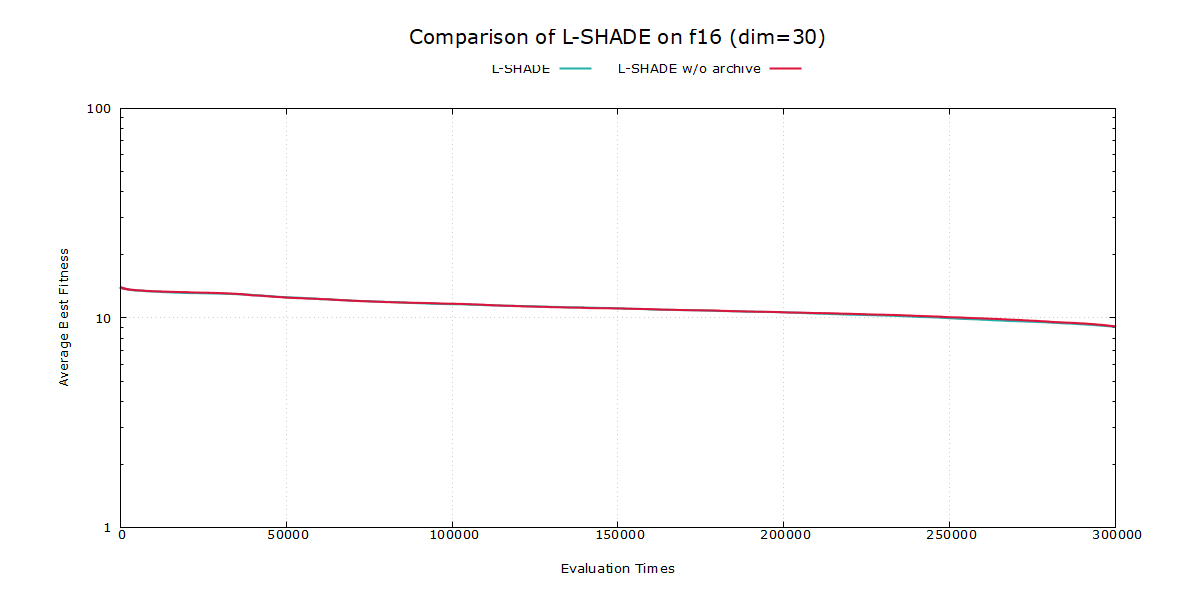 Comparison of L-SHADE on f16 (dim=30)
L-SHADE L-SHADE w/o archive
100
10
1
Average Best Fitness
0 50000 100000 150000 200000 250000 300000
Evaluation Times